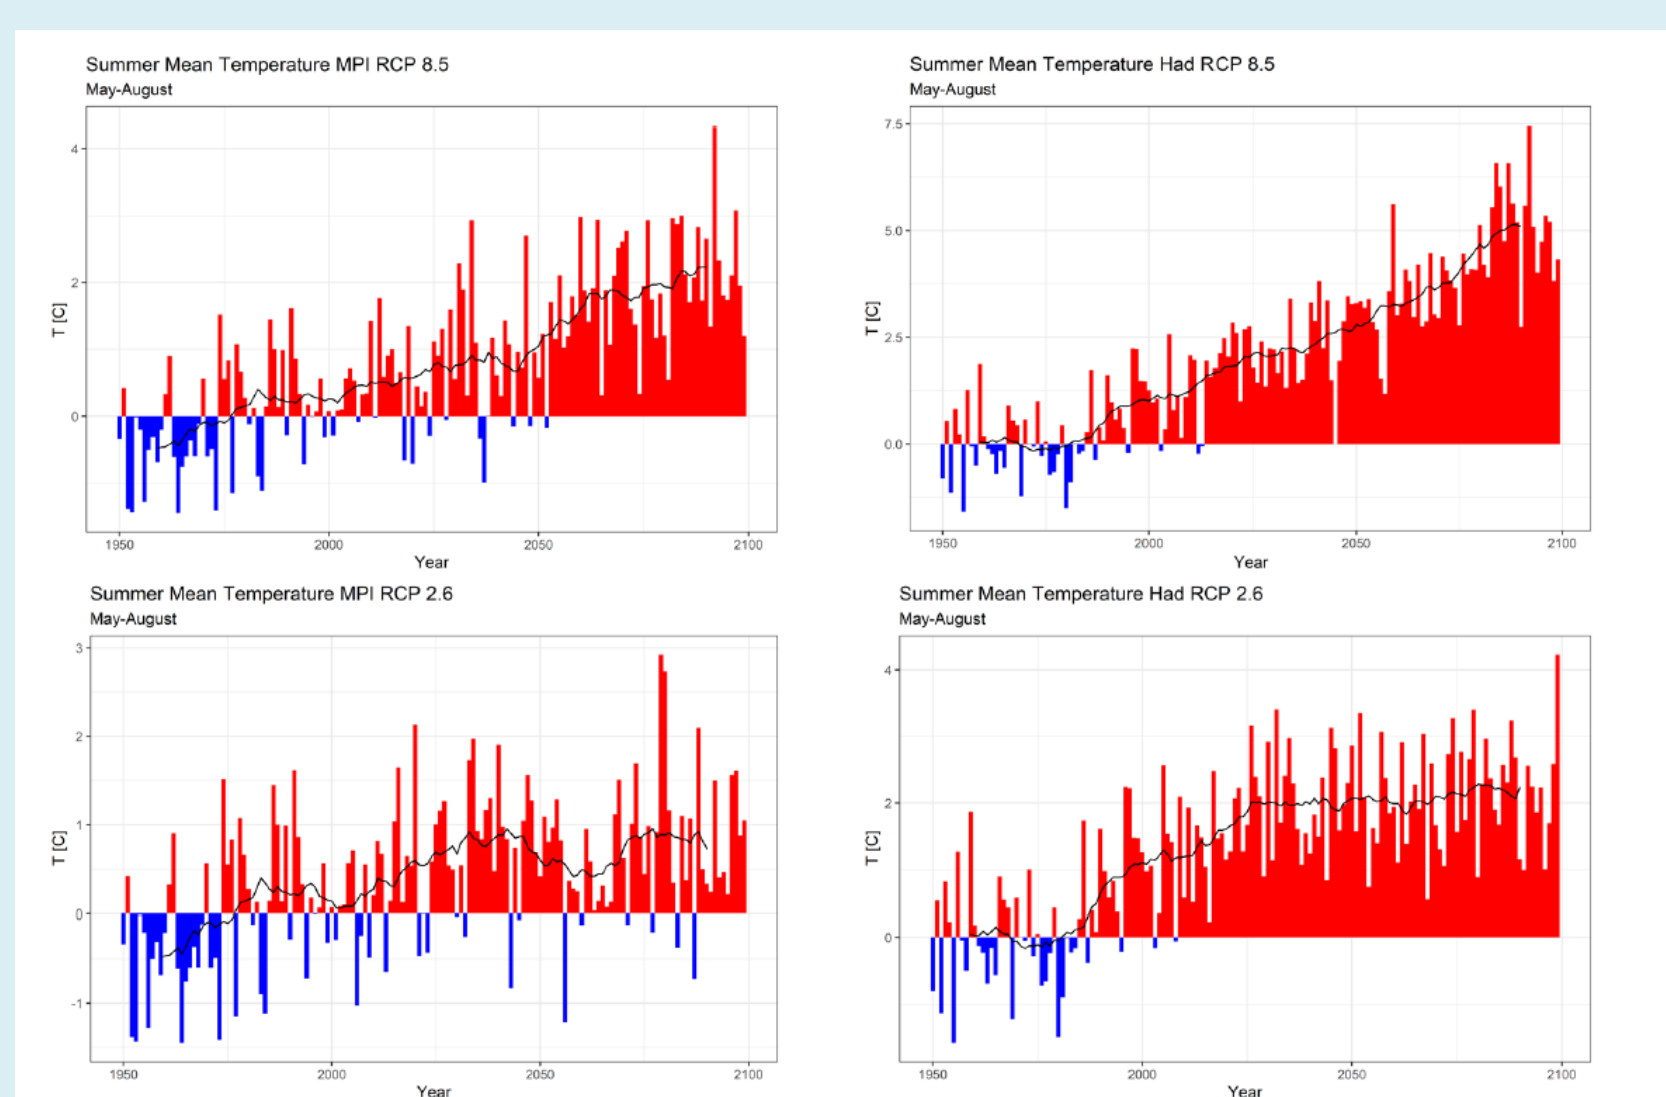 Summer Mean Temperature MPI RCP 8.5
May-August
4
2
0
T [C]
1950
2000
2050
2100
Year
Summer Mean Temperature Had RCP 8.5
May-August
7.5
5.0
2.5
0.0
T [C]
1950
2000
2050
2100
Year
Summer Mean Temperature MPI RCP 2.6
May-August
3
2
1
0
-1
T [C]
1950
2000
2050
2100
Year
Summer Mean Temperature Had RCP 2.6
May-August
4
2
0
T [C]
1950
2000
2050
2100
Year